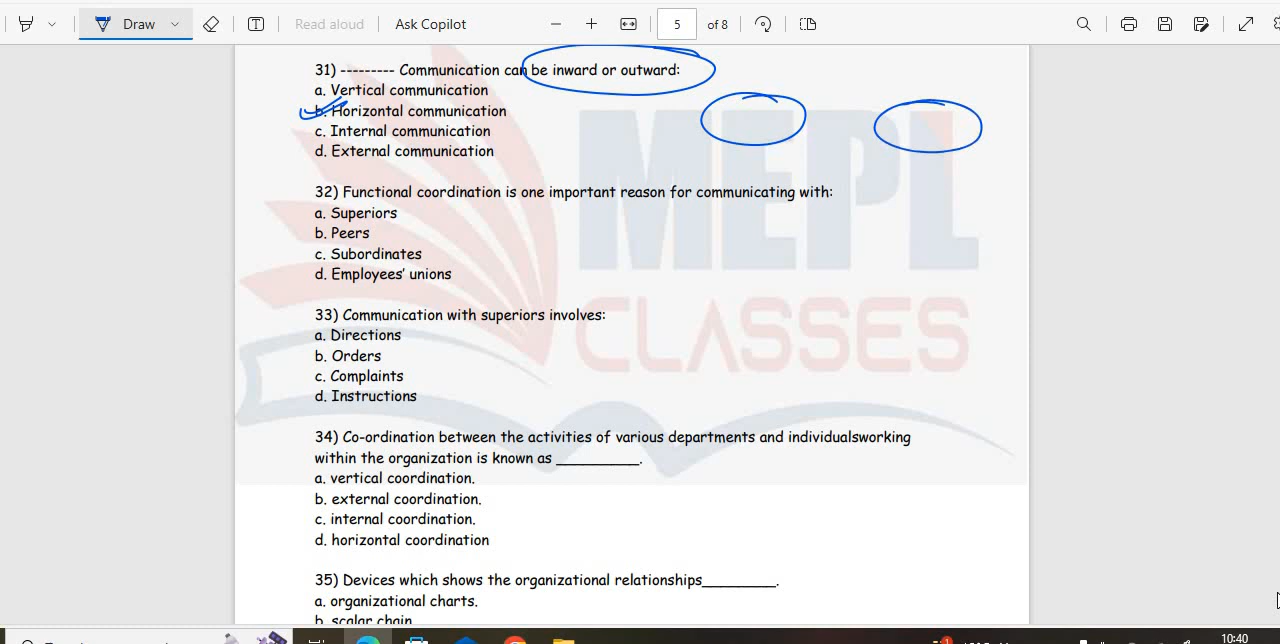 Draw
Read aloud
Ask Copilot
5
of 8
31) --------- Communication can be inward or outward:
a. Vertical communication
b. Horizontal communication
c. Internal communication
d. External communication
32) Functional coordination is one important reason for communicating with:
a. Superiors
b. Peers
c. Subordinates
d. Employees' unions
33) Communication with superiors involves:
a. Directions
b. Orders
c. Complaints
d. Instructions
34) Co-ordination between the activities of various departments and individualsworking
within the organization is known as _________.
a. vertical coordination.
b. external coordination.
c. internal coordination.
d. horizontal coordination
35) Devices which shows the organizational relationships_________.
a. organizational charts.
b. scalar chain
MEPL
CLASSES
1
10:40